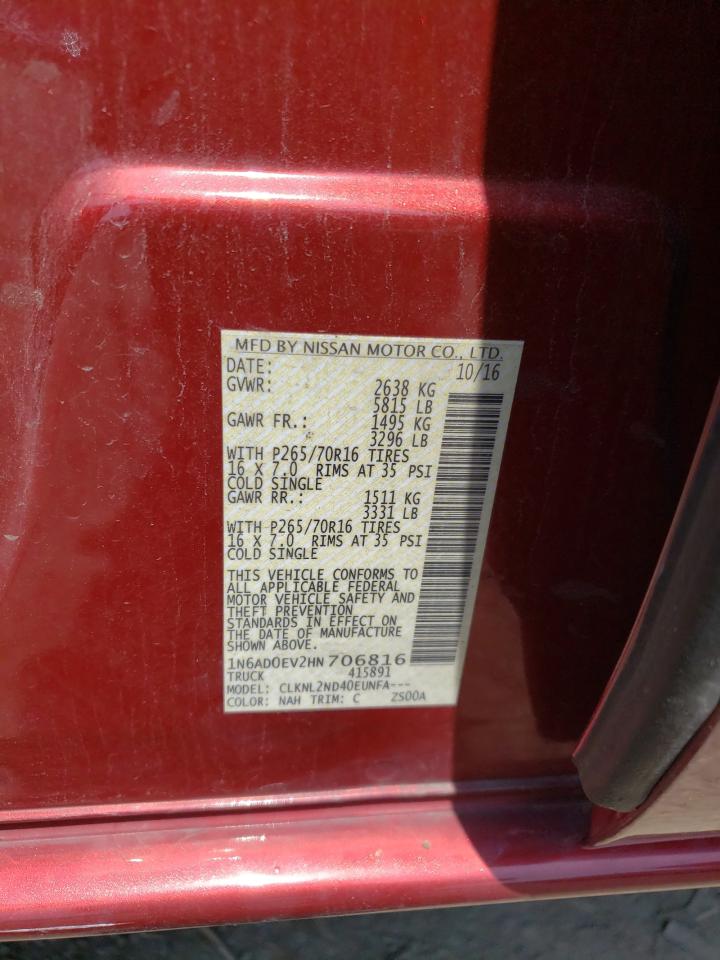 MFD BY NISSAN MOTOR CO., LTD.
DATE: 10/16
GVWR: 2638 KG
5815 LB
GAWR FR.: 1495 KG
3296 LB
WITH P265/70R16 TIRES
16 X 7.0 RIMS AT 35 PSI
COLD SINGLE
GAWR RR.: 1511 KG
3331 LB
WITH P265/70R16 TIRES
16 X 7.0 RIMS AT 35 PSI
COLD SINGLE
THIS VEHICLE CONFORMS TO
ALL APPLICABLE FEDERAL
MOTOR VEHICLE SAFETY AND
THEFT PREVENTION
STANDARDS IN EFFECT ON
THE DATE OF MANUFACTURE
SHOWN ABOVE.
1N6AD0EV2HN706816
TRUCK 415891
MODEL: CLKNL2ND40EUNFA---
COLOR: NAH TRIM: C ZS00A